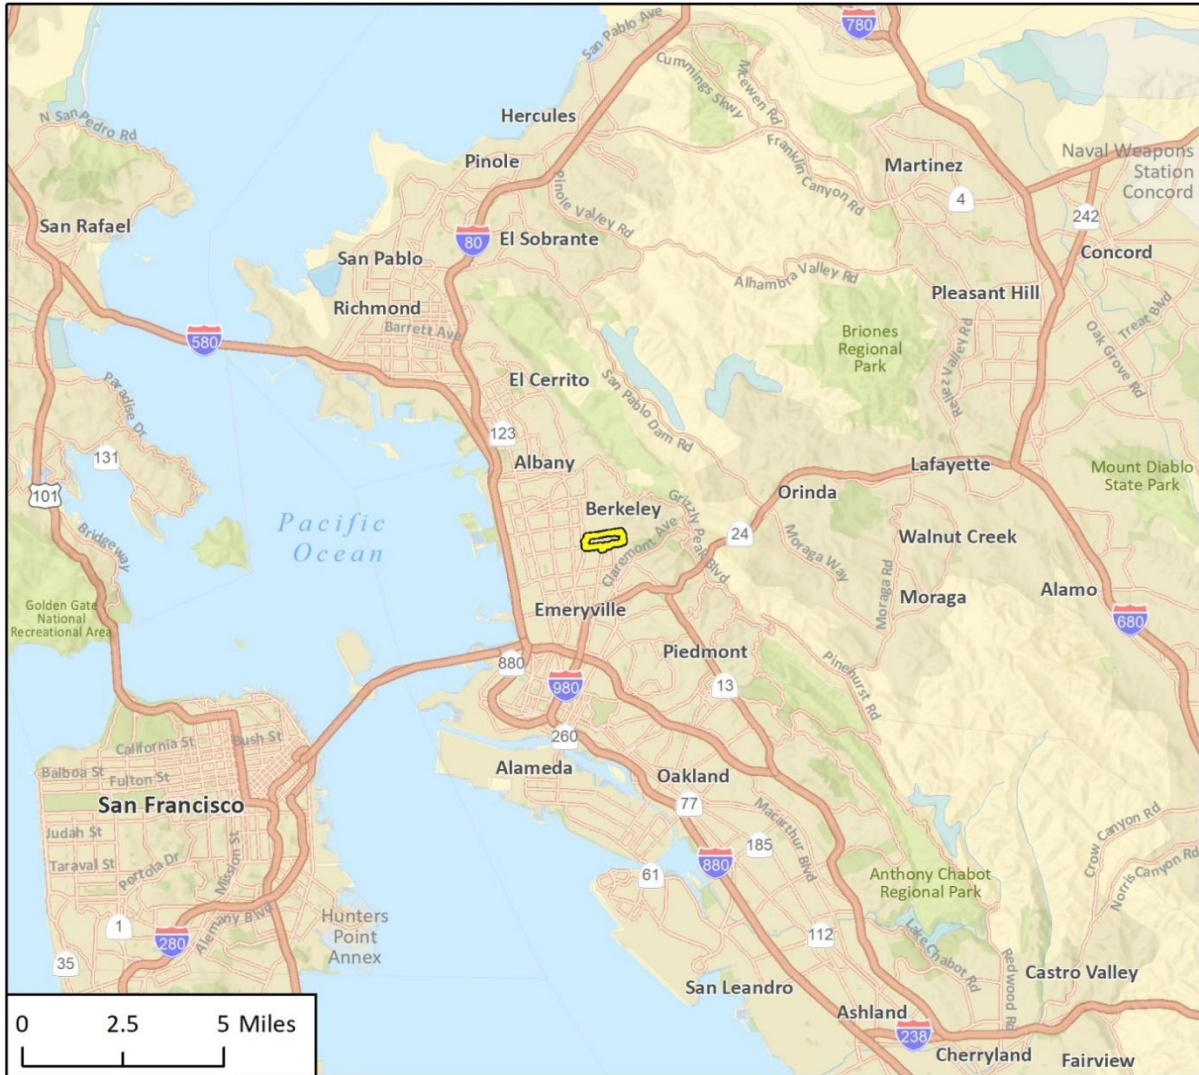 San Pablo Ave
780
Cummings Skwy
Mcewen Rd
Hercules
N San Pedro Rd
Pinole
Franklin Canyon Rd
Martinez
Naval Weapons
Station
Concord
4
Pinole Valley Rd
242
San Rafael
80
El Sobrante
San Pablo
Concord
Alhambra Valley Rd
Pleasant Hill
Richmond
Barrett Ave
580
Briones
Regional
Park
Reliez Valley Rd
Oak Grove Rd
Treat Blvd
El Cerrito
San Pablo Dam Rd
Paradise Dr
123
131
Albany
Lafayette
Mount Diablo
State Park
101
Orinda
Berkeley
Grizzly Peak Blvd
Pacific
Ocean
Bridgeway
Claremont Ave
24
Moraga Way
Walnut Creek
Moraga Rd
Alamo
Moraga
Emeryville
Golden Gate
National
Recreational Area
680
Piedmont
880
980
13
Pinehurst Rd
260
California St
Bush St
Balboa St
Fulton St
Alameda
Oakland
San Francisco
77
Macarthur Blvd
Judah St
Mission St
185
Taraval St
Portola Dr
880
61
Crow Canyon Rd
Norris Canyon Rd
Anthony Chabot
Regional Park
Alemany Blvd
Hunters
Point
Annex
1
280
112
Lake Chabot Rd
Redwood Rd
35
Castro Valley
San Leandro
Ashland
238
Cherryland
Fairview
0 2.5 5 Miles